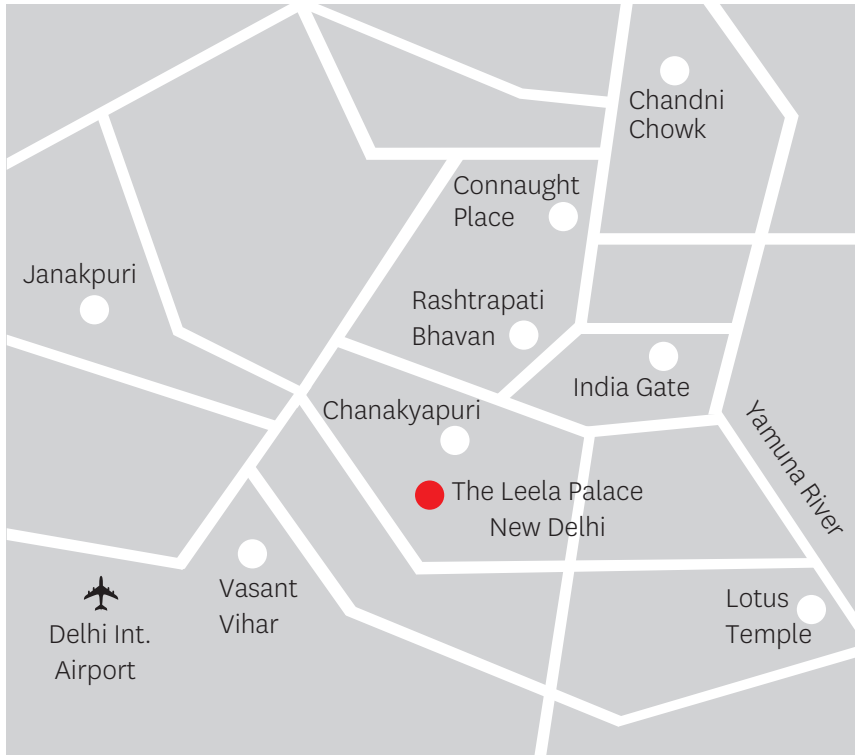 Chandni
Chowk
Connaught
Place
Janakpuri
Rashtrapati
Bhavan
India Gate
Chanakyapuri
Yamuna River
The Leela Palace
New Delhi
Vasant
Vihar
Lotus
Temple
Delhi Int.
Airport